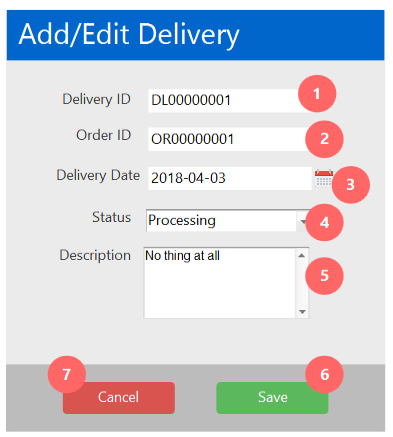 Add/Edit Delivery
Delivery ID DL00000001 1
Order ID OR00000001 2
Delivery Date 2018-04-03 3
Status Processing 4
Description No thing at all 5
7 6
Cancel Save